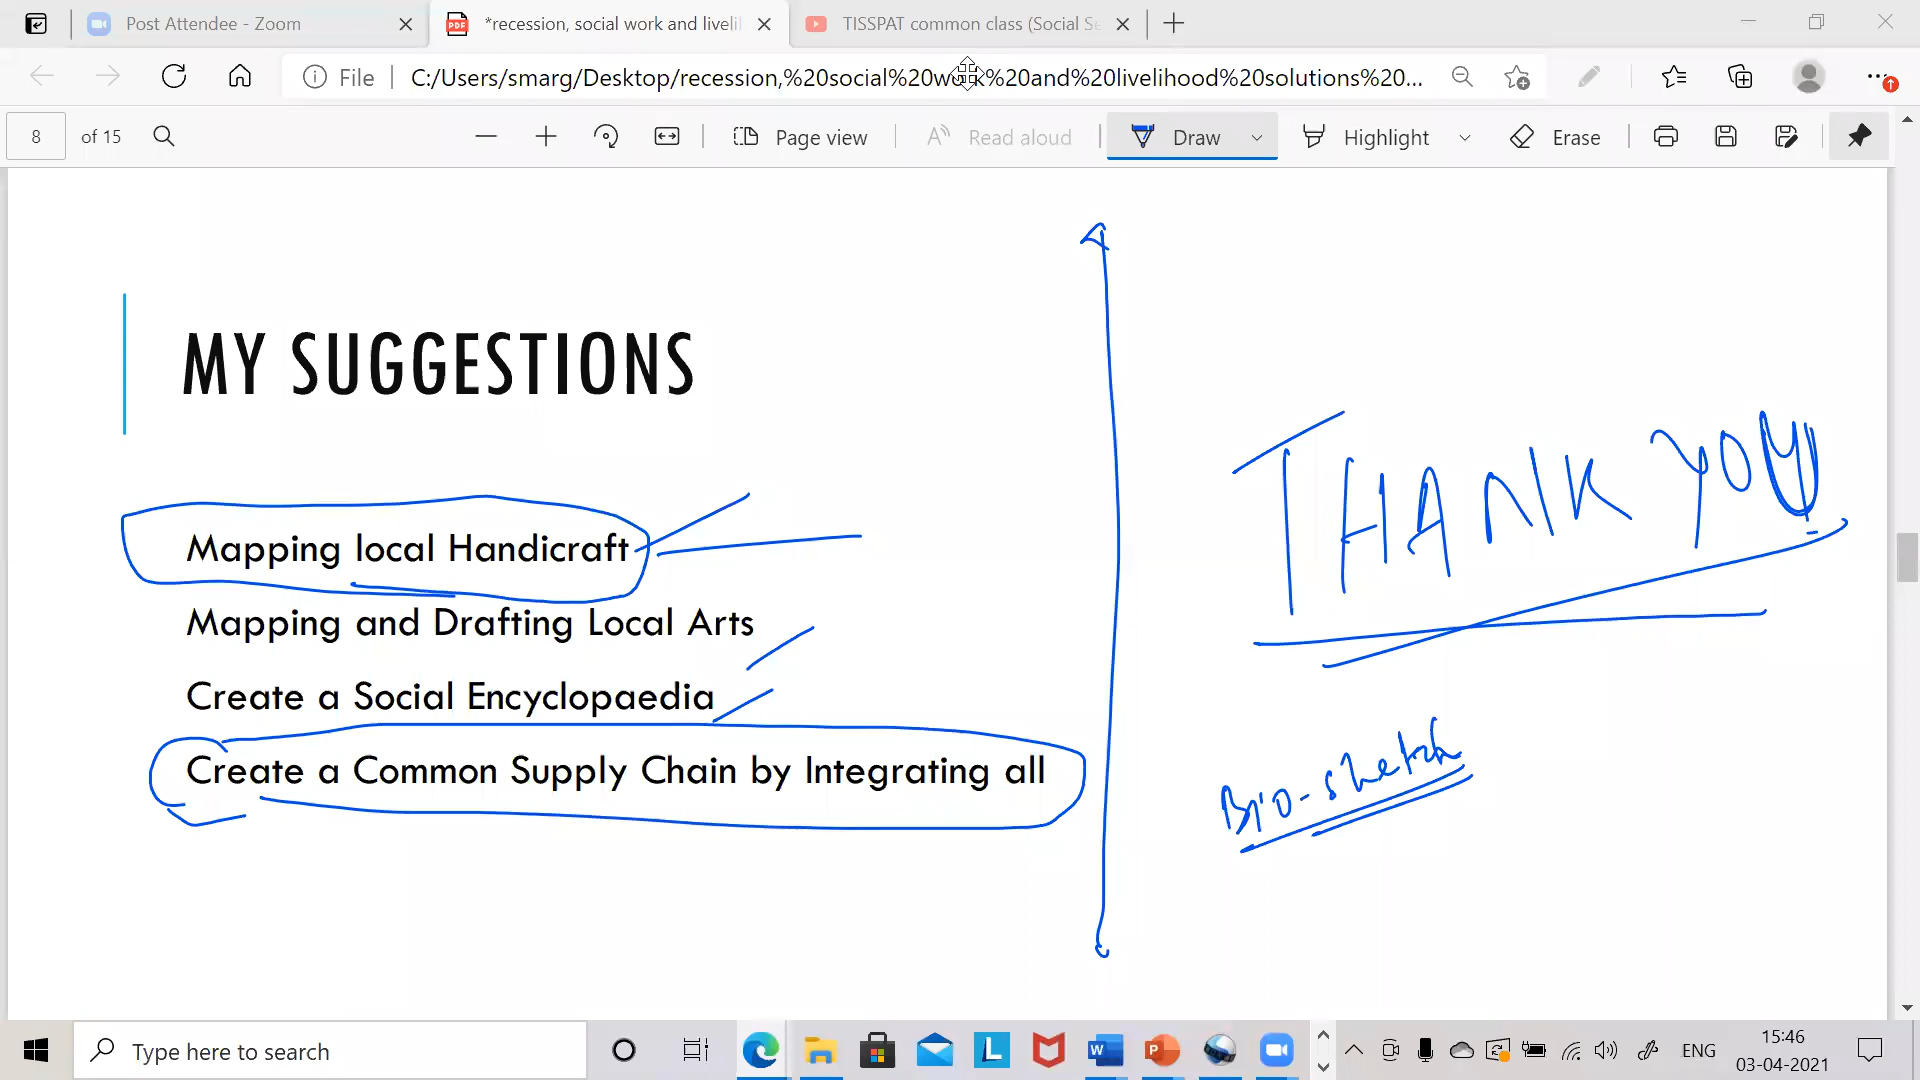 Post Attendee - Zoom
*recession, social work and liveli
TISSPAT common class (Social Se
File
C:/Users/smarg/Desktop/recession,%20social%20work%20and%20livelihood%20solutions%20...
8 of 15
Page view
Read aloud
Draw
Highlight
Erase
MY SUGGESTIONS
Mapping local Handicraft
Mapping and Drafting Local Arts
Create a Social Encyclopaedia
Create a Common Supply Chain by Integrating all
THANK YOU
Bio-sketch
Type here to search
ENG
15:46
03-04-2021